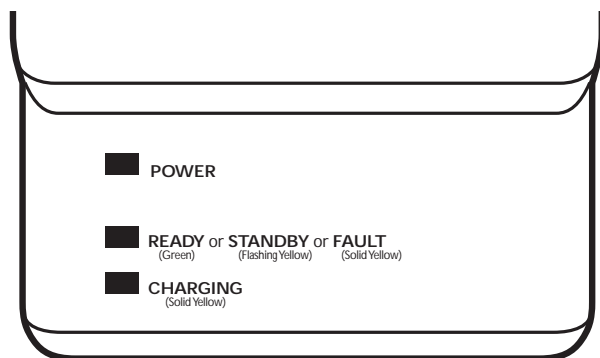 POWER
READY or STANDBY or FAULT
(Green) (Flashing Yellow) (Solid Yellow)
CHARGING
(Solid Yellow)